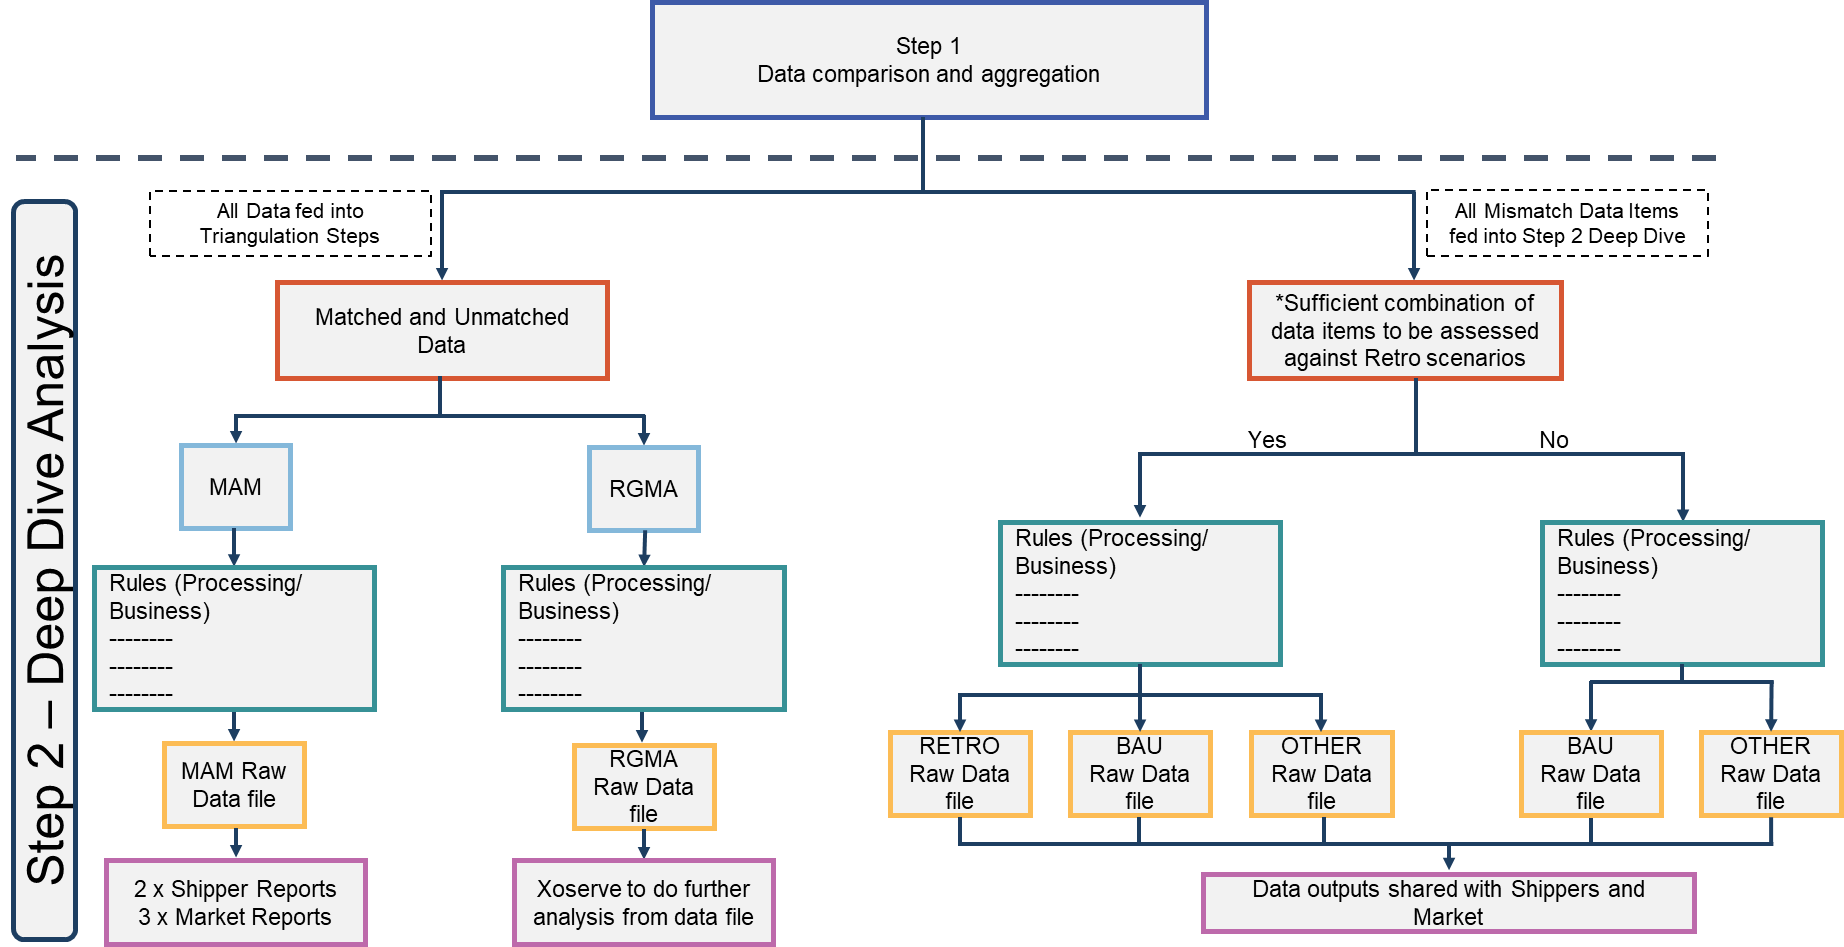 Step 1
Data comparison and aggregation
All Data fed into
Triangulation Steps
All Mismatch Data Items
fed into Step 2 Deep Dive
Step 2 – Deep Dive Analysis
Matched and Unmatched
Data
*Sufficient combination of
data items to be assessed
against Retro scenarios
Yes
No
MAM
RGMA
Rules (Processing/
Business)
--------
--------
--------
Rules (Processing/
Business)
--------
--------
--------
Rules (Processing/
Business)
--------
--------
--------
Rules (Processing/
Business)
--------
--------
--------
MAM Raw
Data file
RGMA
Raw Data
file
RETRO
Raw Data
file
BAU
Raw Data
file
OTHER
Raw Data
file
BAU
Raw Data
file
OTHER
Raw Data
file
2 x Shipper Reports
3 x Market Reports
Xoserve to do further
analysis from data file
Data outputs shared with Shippers and
Market